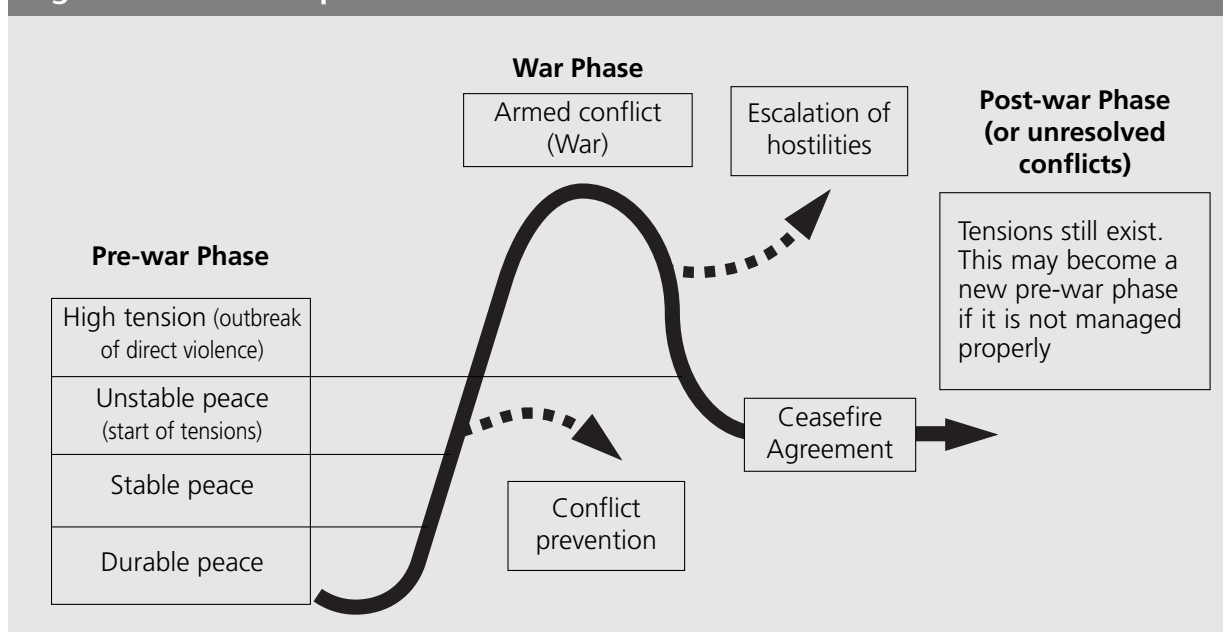 War Phase
Armed conflict
(War)
Escalation of
hostilities
Post-war Phase
(or unresolved
conflicts)
Tensions still exist.
This may become a
new pre-war phase
if it is not managed
properly
Pre-war Phase
High tension (outbreak
of direct violence)
Unstable peace
(start of tensions)
Stable peace
Durable peace
Conflict
prevention
Ceasefire
Agreement